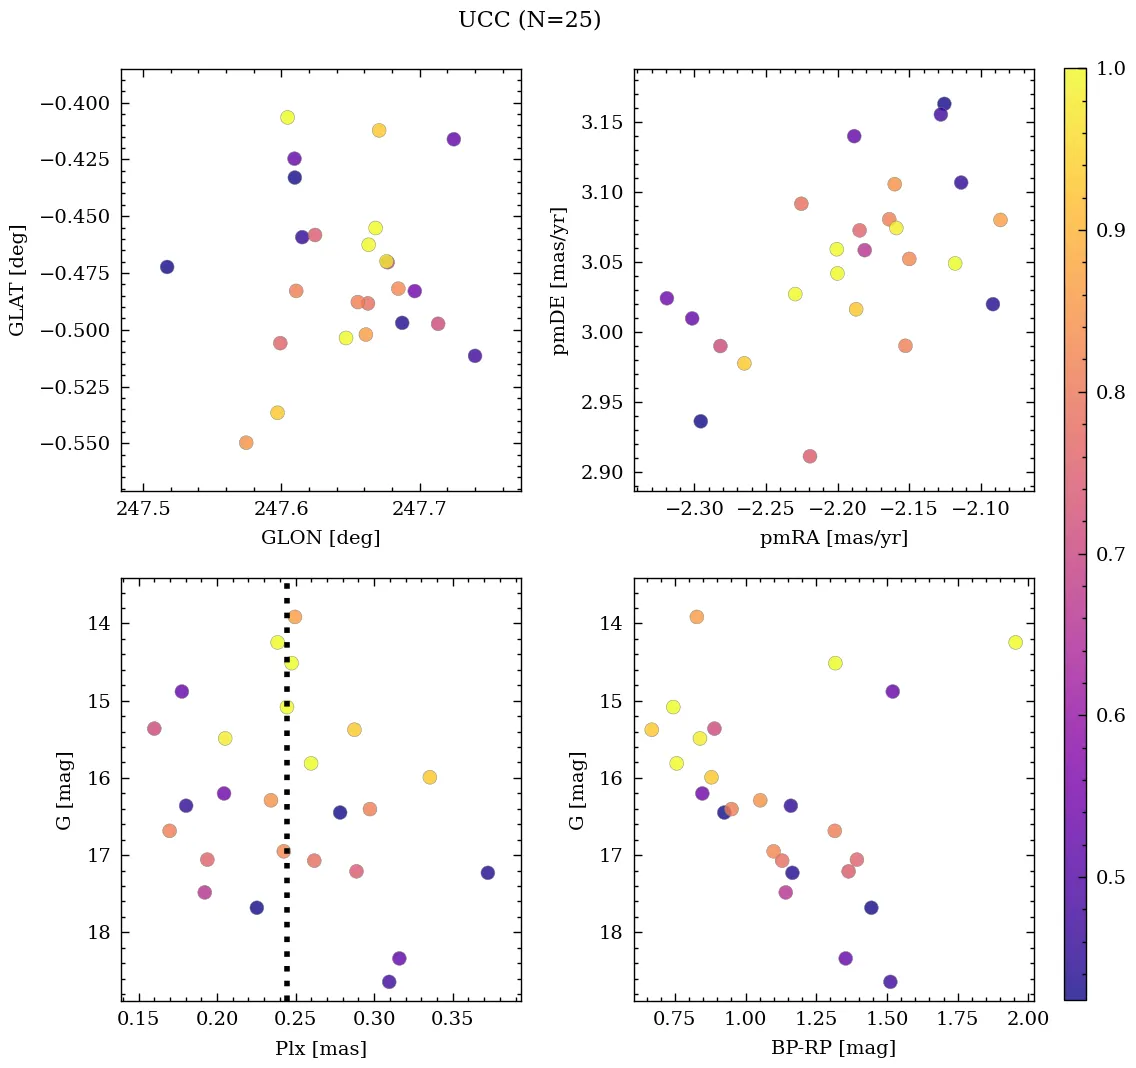 UCC (N=25)
−0.400
−0.425
−0.450
−0.475
−0.500
−0.525
−0.550
GLAT [deg]
247.5 247.6 247.7
GLON [deg]
3.15
3.10
3.05
3.00
2.95
2.90
pmDE [mas/yr]
−2.30 −2.25 −2.20 −2.15 −2.10
pmRA [mas/yr]
14
15
16
17
18
G [mag]
0.15 0.20 0.25 0.30 0.35
Plx [mas]
14
15
16
17
18
G [mag]
0.75 1.00 1.25 1.50 1.75 2.00
BP-RP [mag]
1.0
0.9
0.8
0.7
0.6
0.5